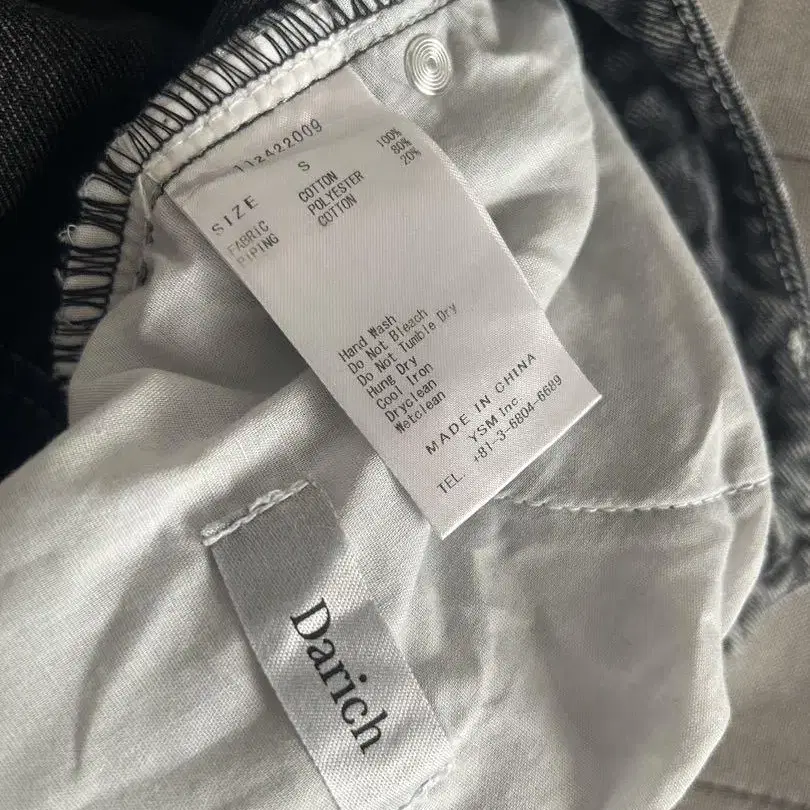 112422009
SIZE S
FABRIC COTTON 100%
PIPING POLYESTER 80%
COTTON 20%
Hand Wash
Do Not Bleach
Do Not Tumble Dry
Hung Dry
Cool Iron
Dryclean
Wetclean
MADE IN CHINA
YSM Inc
TEL. +81-3-6804-6689
Darich